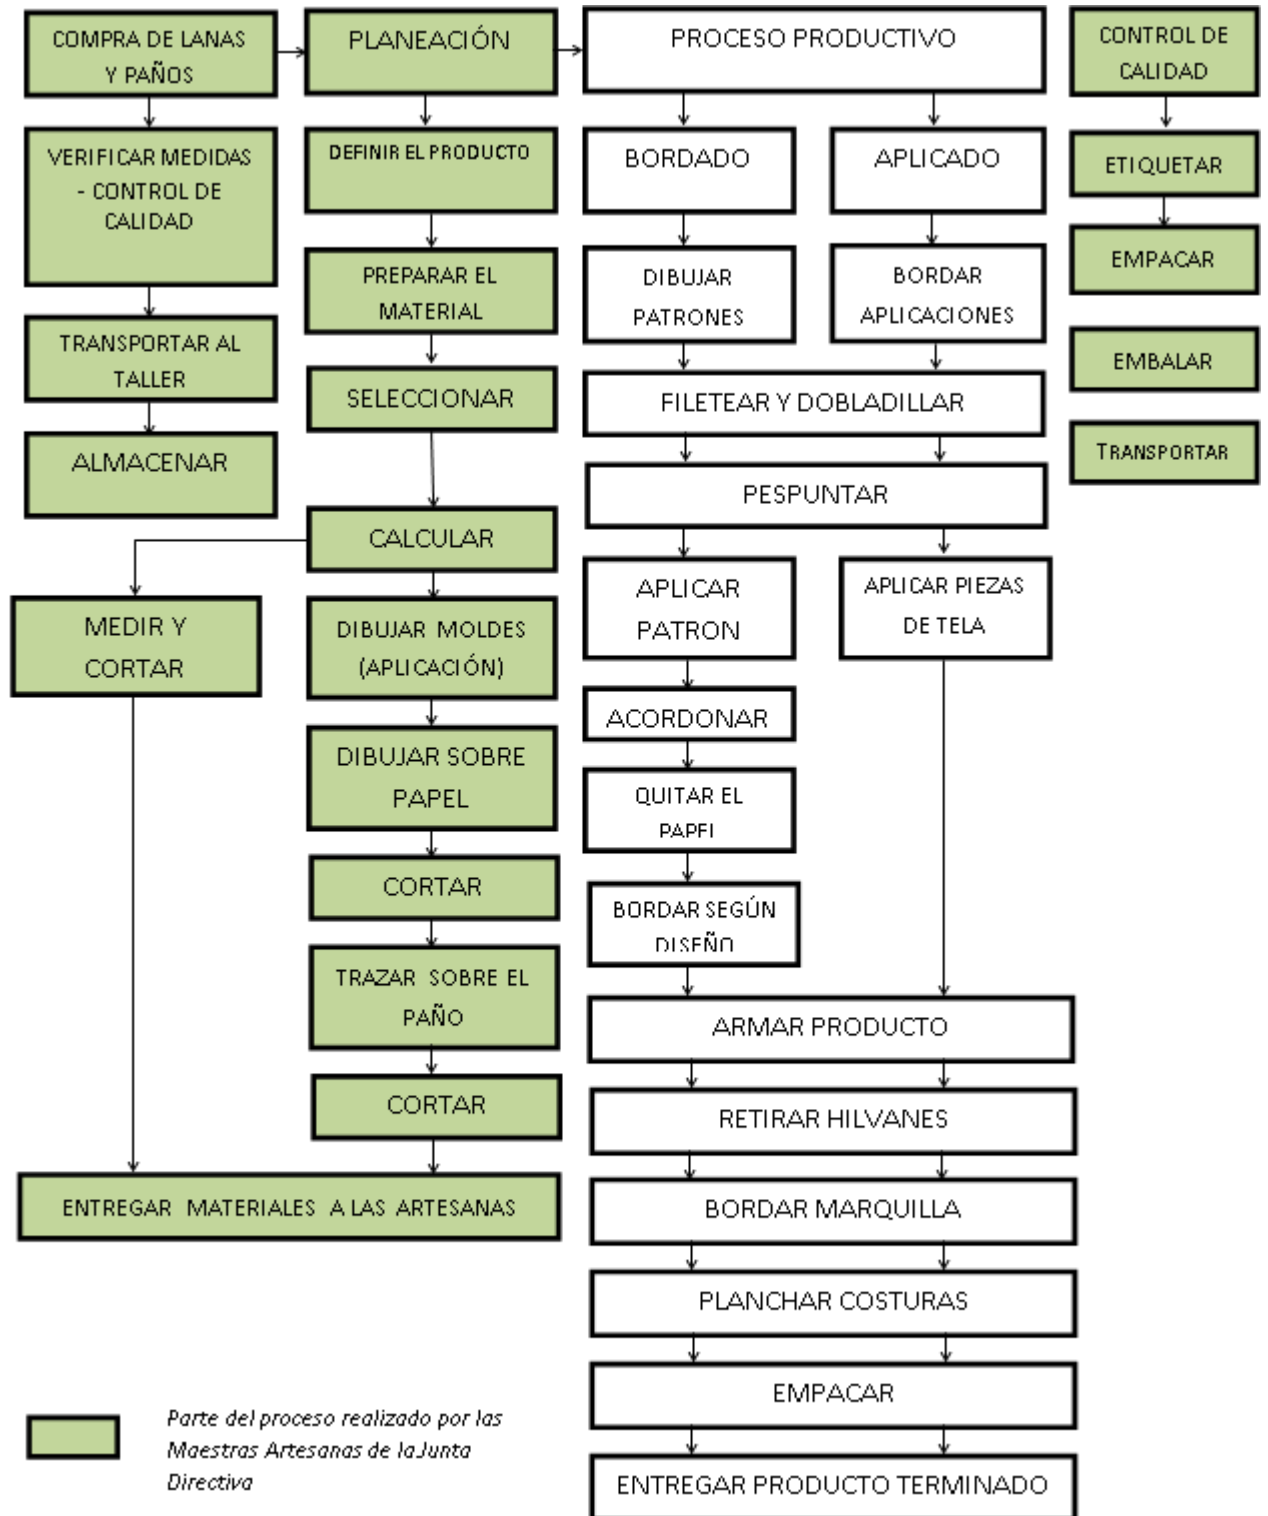 COMPRA DE LANAS
Y PAÑOS
VERIFICAR MEDIDAS
- CONTROL DE
CALIDAD
TRANSPORTAR AL
TALLER
ALMACENAR
MEDIR Y
CORTAR
PLANEACIÓN
DEFINIR EL PRODUCTO
PREPARAR EL
MATERIAL
SELECCIONAR
CALCULAR
DIBUJAR MOLDES
(APLICACIÓN)
DIBUJAR SOBRE
PAPEL
CORTAR
TRAZAR SOBRE EL
PAÑO
CORTAR
ENTREGAR MATERIALES A LAS ARTESANAS
PROCESO PRODUCTIVO
BORDADO
APLICADO
DIBUJAR
PATRONES
BORDAR
APLICACIONES
FILETEAR Y DOBLADILLAR
PESPUNTAR
APLICAR
PATRON
APLICAR PIEZAS
DE TELA
ACORDONAR
QUITAR EL
PAPEL
BORDAR SEGÚN
DISEÑO
ARMAR PRODUCTO
RETIRAR HILVANES
BORDAR MARQUILLA
PLANCHAR COSTURAS
EMPACAR
ENTREGAR PRODUCTO TERMINADO
CONTROL DE
CALIDAD
ETIQUETAR
EMPACAR
EMBALAR
TRANSPORTAR
Parte del proceso realizado por las
Maestras Artesanas de la Junta
Directiva